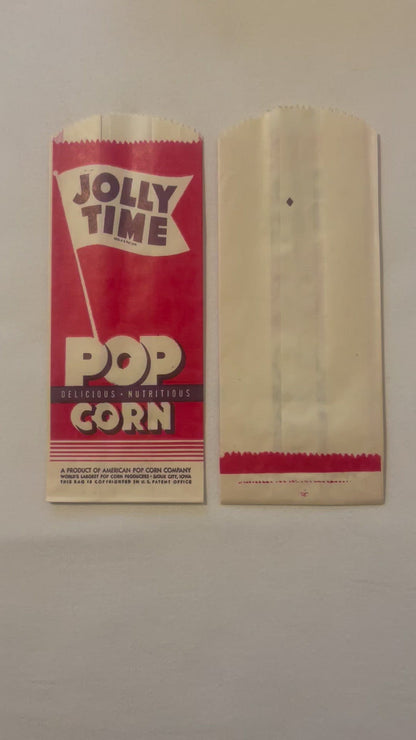 JOLLY
TIME
POP
DELICIOUS • NUTRITIOUS
CORN
A PRODUCT OF AMERICAN POP CORN COMPANY
WORLD'S LARGEST POP CORN PRODUCERS • SIOUX CITY, IOWA
THIS BAG IS COPYRIGHTED IN U.S. PATENT OFFICE